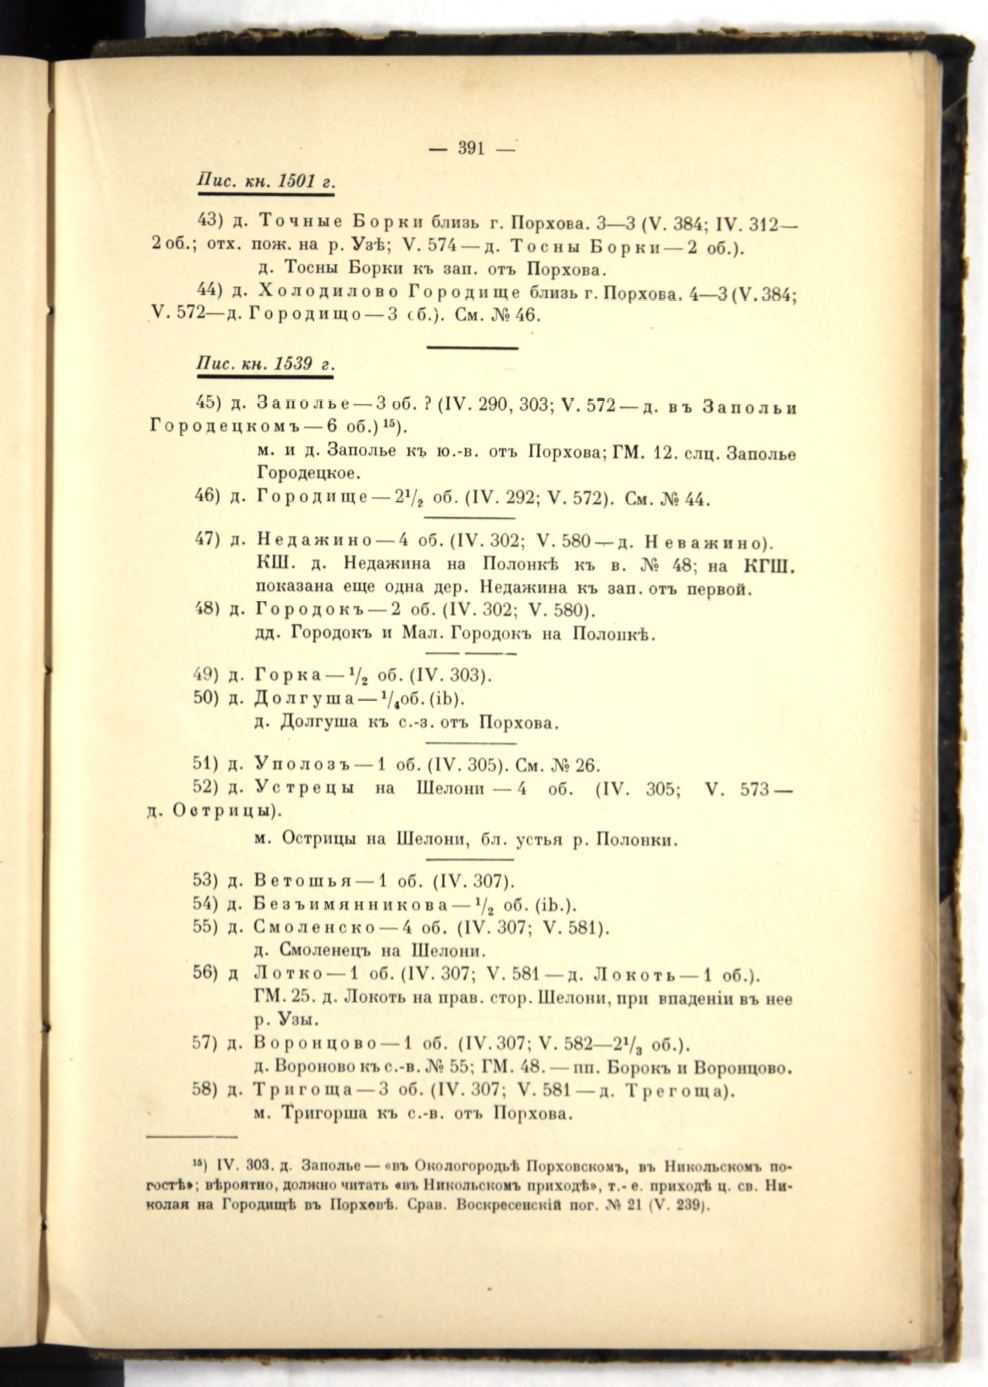 — 391 —
Пис. кн. 1501 г.
43) д. Точные Борки близь г. Порхова. 3—3 (V. 384; IV. 312—
2 об.; отх. пож. на р. Узѣ; V. 574 — д. Тосны Борки — 2 об.).
д. Тосны Борки къ зап. отъ Порхова.
44) д. Холодилово Городище близь г. Порхова. 4—3 (V. 384;
V. 572—д. Городищо — 3 об.). См. № 46.
Пис. кн. 1539 г.
45) д. Заполье — 3 об. ? (IV. 290, 303; V. 572 — д. въ Запольи
Городецкомъ — 6 об.) ¹⁵).
м. и д. Заполье къ ю.-в. отъ Порхова; ГМ. 12. слц. Заполье
Городецкое.
46) д. Городище — 2¹/₂ об. (IV. 292; V. 572). См. № 44.
47) д. Недажино — 4 об. (IV. 302; V. 580 — д. Неважино).
КШ. д. Недажина на Полонкѣ къ в. № 48; на КГШ.
показана еще одна дер. Недажина къ зап. отъ первой.
48) д. Городокъ — 2 об. (IV. 302; V. 580).
дд. Городокъ и Мал. Городокъ на Полонкѣ.
49) д. Горка — ¹/₂ об. (IV. 303).
50) д. Долгуша — ¹/₄ об. (ib).
д. Долгуша къ с.-з. отъ Порхова.
51) д. Уполозъ — 1 об. (IV. 305). См. № 26.
52) д. Устрецы на Шелони — 4 об. (IV. 305; V. 573 —
д. Острицы).
м. Острицы на Шелони, бл. устья р. Полонки.
53) д. Ветошья — 1 об. (IV. 307).
54) д. Безъимянникова — ¹/₂ об. (ib.).
55) д. Смоленско — 4 об. (IV. 307; V. 581).
д. Смоленецъ на Шелони.
56) д Лотко — 1 об. (IV. 307; V. 581 — д. Локоть — 1 об.).
ГМ. 25. д. Локоть на прав. стор. Шелони, при впаденіи въ нее
р. Узы.
57) д. Воронцово — 1 об. (IV. 307; V. 582—2¹/₃ об.).
д. Вороново къ с.-в. № 55; ГМ. 48. — пп. Борокъ и Воронцово.
58) д. Тригоща — 3 об. (IV. 307; V. 581 — д. Трегоща).
м. Тригорша къ с.-в. отъ Порхова.
¹⁵) IV. 303. д. Заполье — «въ Окологородьѣ Порховскомъ, въ Никольскомъ по-
гостѣ»; вѣроятно, должно читать «въ Никольскомъ приходѣ», т.- е. приходѣ ц. св. Ни-
колая на Городищѣ въ Порховѣ. Срав. Воскресенскій пог. № 21 (V. 239).